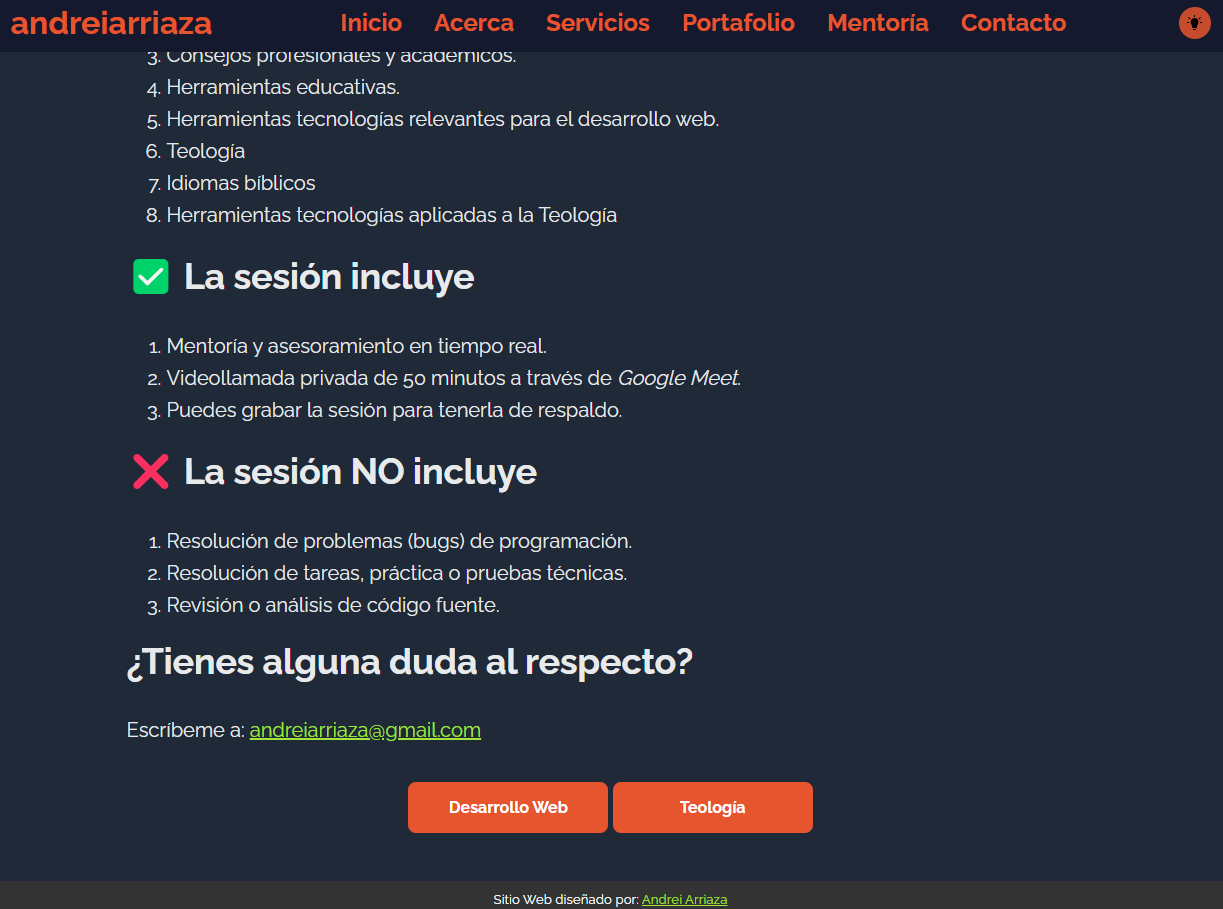 andreiarriaza
Inicio Acerca Servicios Portafolio Mentoría Contacto
3. Consejos profesionales y académicos.
4. Herramientas educativas.
5. Herramientas tecnologías relevantes para el desarrollo web.
6. Teología
7. Idiomas bíblicos
8. Herramientas tecnologías aplicadas a la Teología
La sesión incluye
1. Mentoría y asesoramiento en tiempo real.
2. Videollamada privada de 50 minutos a través de Google Meet.
3. Puedes grabar la sesión para tenerla de respaldo.
La sesión NO incluye
1. Resolución de problemas (bugs) de programación.
2. Resolución de tareas, práctica o pruebas técnicas.
3. Revisión o análisis de código fuente.
¿Tienes alguna duda al respecto?
Escríbeme a: andreiarriaza@gmail.com
Desarrollo Web
Teología
Sitio Web diseñado por: Andrei Arriaza